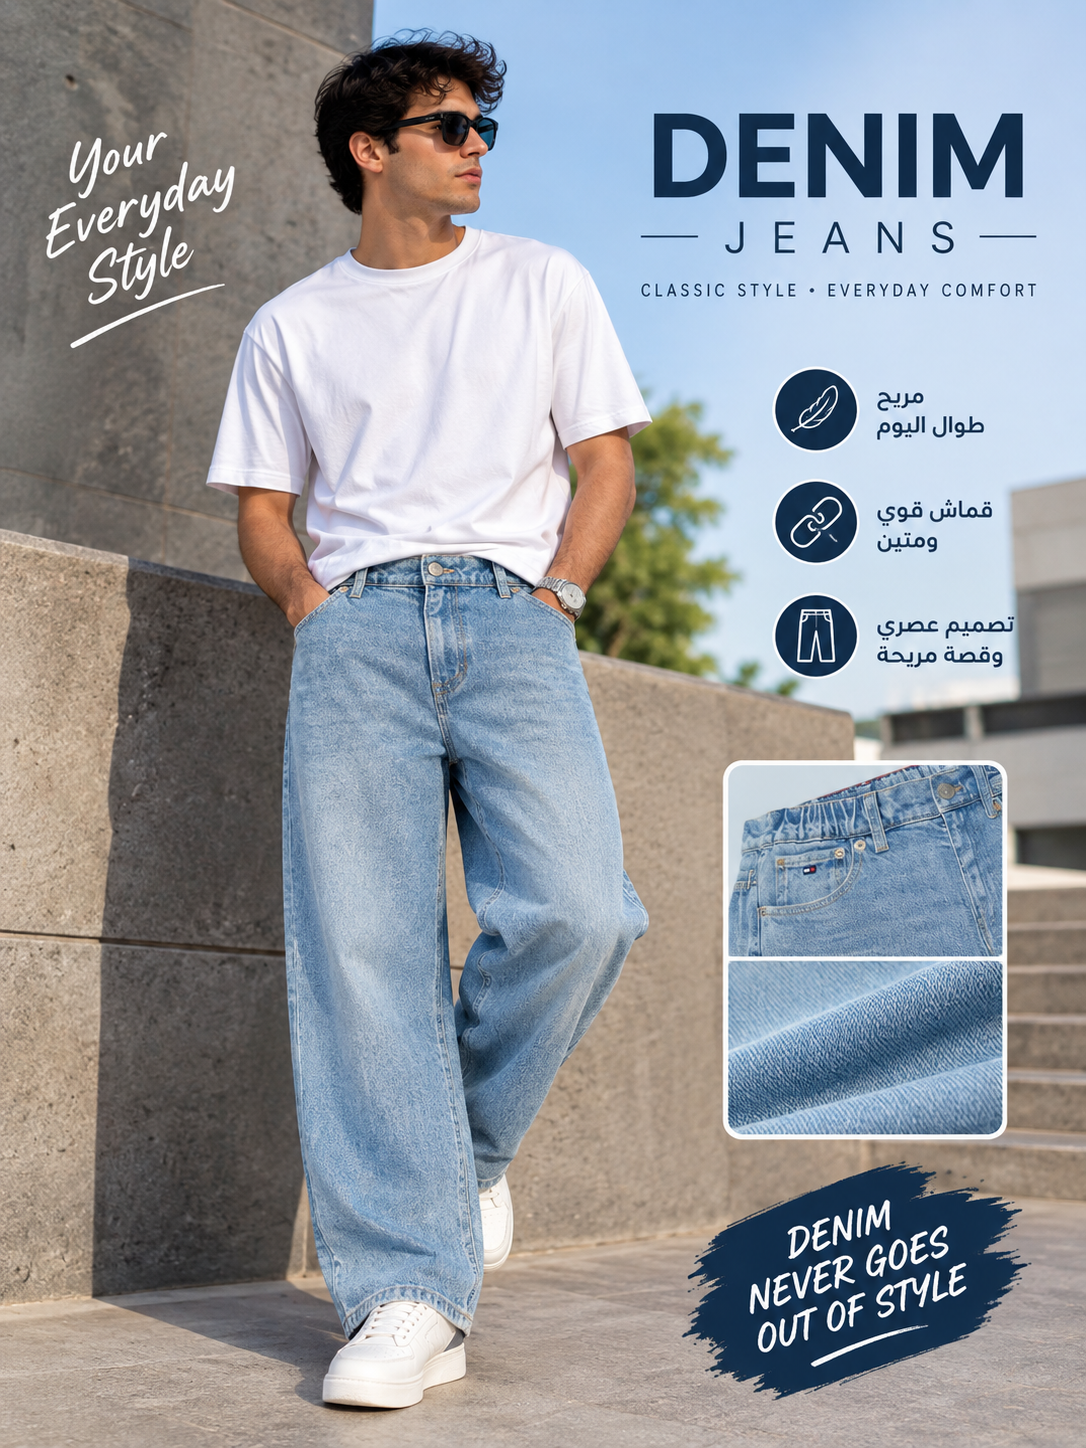 Your
Everyday
Style
DENIM
JEANS
CLASSIC STYLE • EVERYDAY COMFORT
مريح
طوال اليوم
قماش قوي
ومتين
تصميم عصري
وقصة مريحة
DENIM
NEVER GOES
OUT OF STYLE